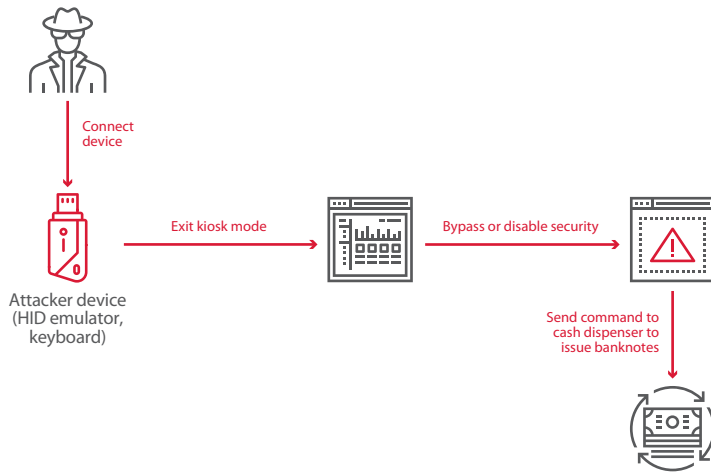 Connect
device
Exit kiosk mode
Bypass or disable security
Attacker device
(HID emulator,
keyboard)
Send command to
cash dispenser to
issue banknotes